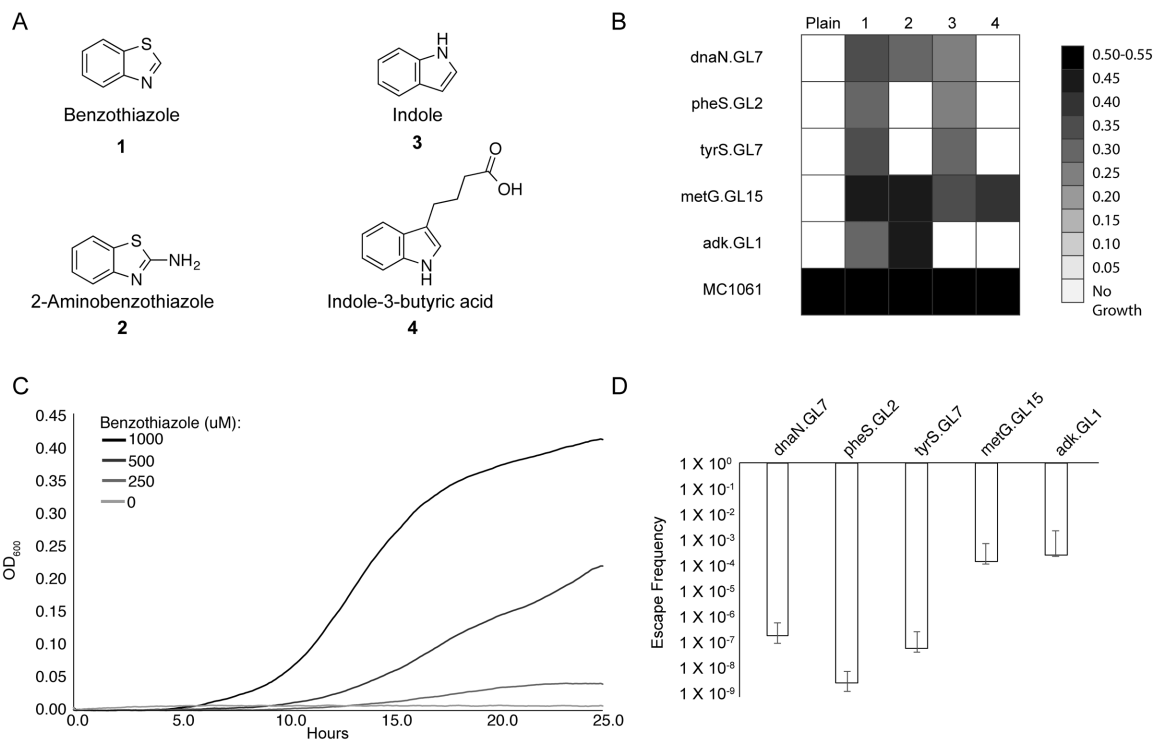 A
S
N
Benzothiazole
1
H
N
Indole
3
S
N
NH2
2-Aminobenzothiazole
2
O
OH
N
H
Indole-3-butyric acid
4
B
Plain 1 2 3 4
dnaN.GL7
pheS.GL2
tyrS.GL7
metG.GL15
adk.GL1
MC1061
0.50-0.55
0.45
0.40
0.35
0.30
0.25
0.20
0.15
0.10
0.05
No
Growth
C
Benzothiazole (uM):
1000
500
250
0
0.45
0.40
0.35
0.30
0.25
0.20
0.15
0.10
0.05
0.00
OD600
0.0 5.0 10.0 15.0 20.0 25.0
Hours
D
dnaN.GL7
pheS.GL2
tyrS.GL7
metG.GL15
adk.GL1
1 X 10⁰
1 X 10⁻¹
1 X 10⁻²
1 X 10⁻³
1 X 10⁻⁴
1 X 10⁻⁵
1 X 10⁻⁶
1 X 10⁻⁷
1 X 10⁻⁸
1 X 10⁻⁹
Escape Frequency